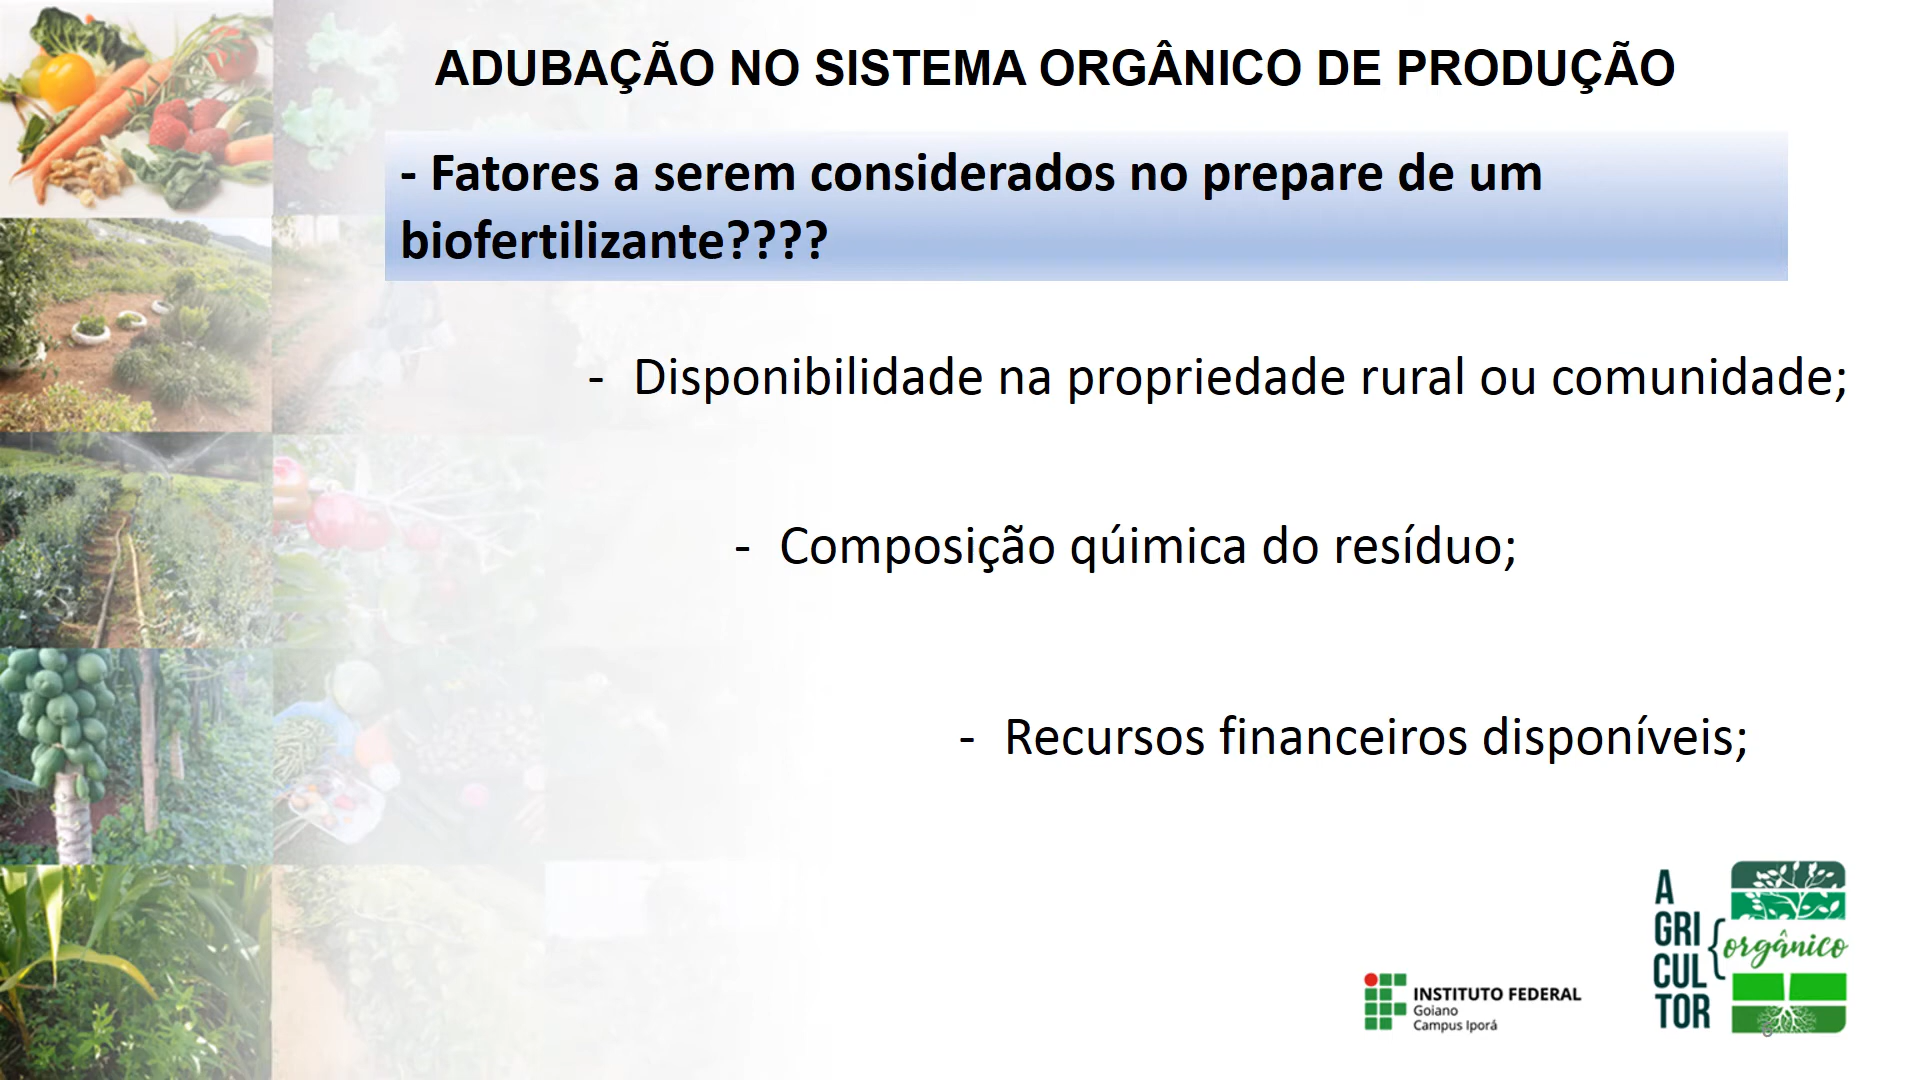 ADUBAÇÃO NO SISTEMA ORGÂNICO DE PRODUÇÃO
- Fatores a serem considerados no prepare de um
biofertilizante????
- Disponibilidade na propriedade rural ou comunidade;
- Composição qúimica do resíduo;
- Recursos financeiros disponíveis;
INSTITUTO FEDERAL
Goiano
Campus Iporá
A
GRI
CUL
TOR
orgânico